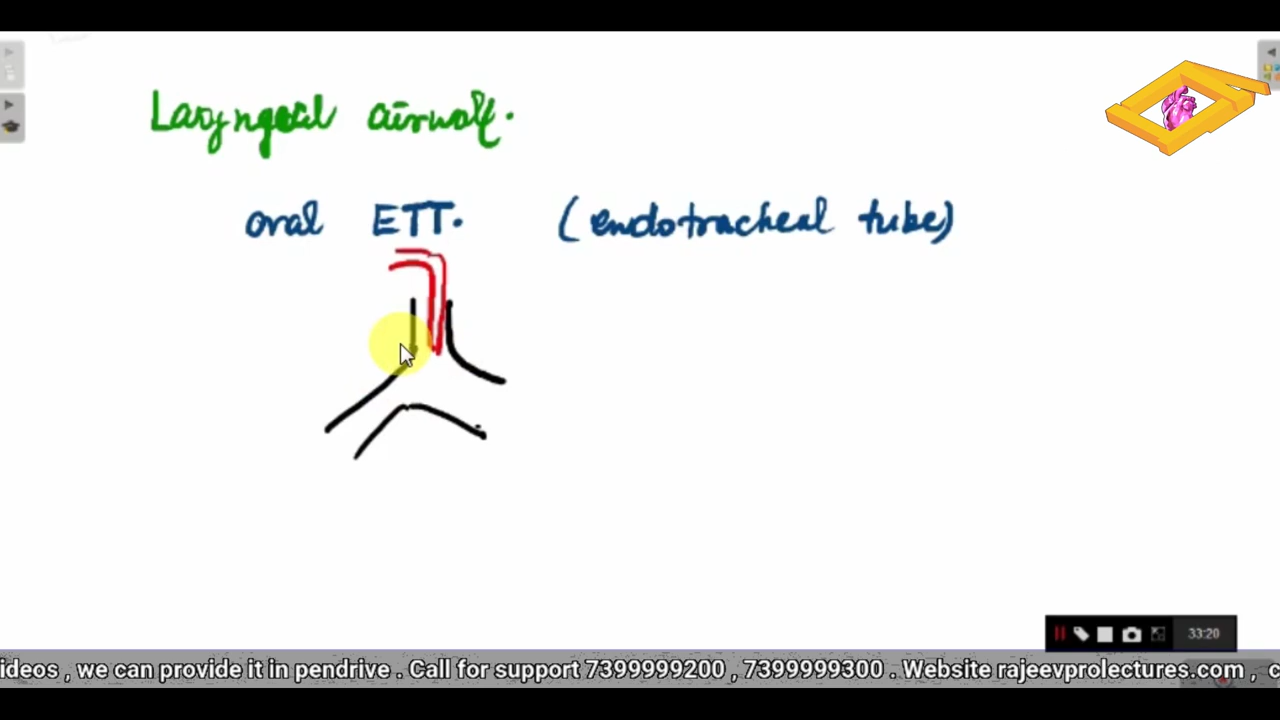 Laryngeal airway.
oral ETT. (endotracheal tube)
33:20
ideos , we can provide it in pendrive . Call for support 7399999200 , 7399999300 . Website rajeevprolectures.com , c